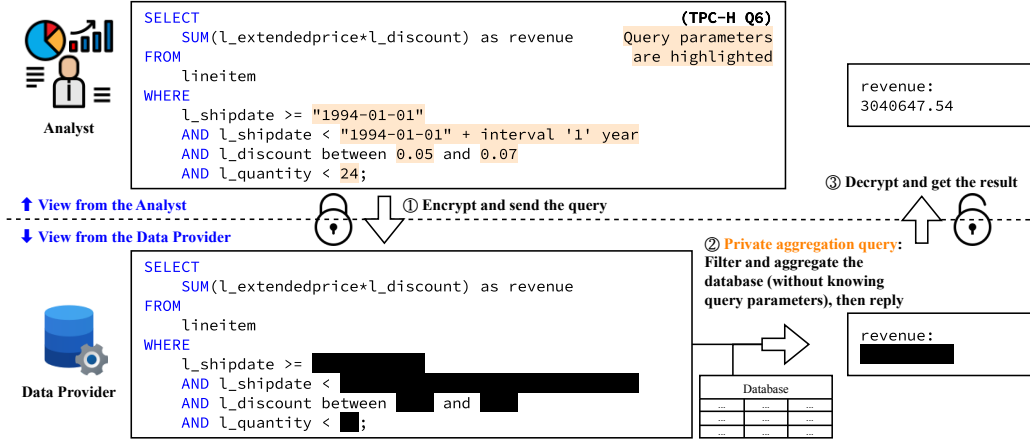 SELECT
SUM(l_extendedprice*l_discount) as revenue
FROM
lineitem
WHERE
l_shipdate >= "1994-01-01"
AND l_shipdate < "1994-01-01" + interval '1' year
AND l_discount between 0.05 and 0.07
AND l_quantity < 24;
(TPC-H Q6)
Query parameters
are highlighted
Analyst
revenue:
3040647.54
③ Decrypt and get the result
⬆ View from the Analyst
① Encrypt and send the query
⬇ View from the Data Provider
② Private aggregation query:
Filter and aggregate the
database (without knowing
query parameters), then reply
SELECT
SUM(l_extendedprice*l_discount) as revenue
FROM
lineitem
WHERE
l_shipdate >=
AND l_shipdate <
AND l_discount between and
AND l_quantity < ;
Data Provider
revenue:
Database
... ... ...
... ... ...
... ... ...